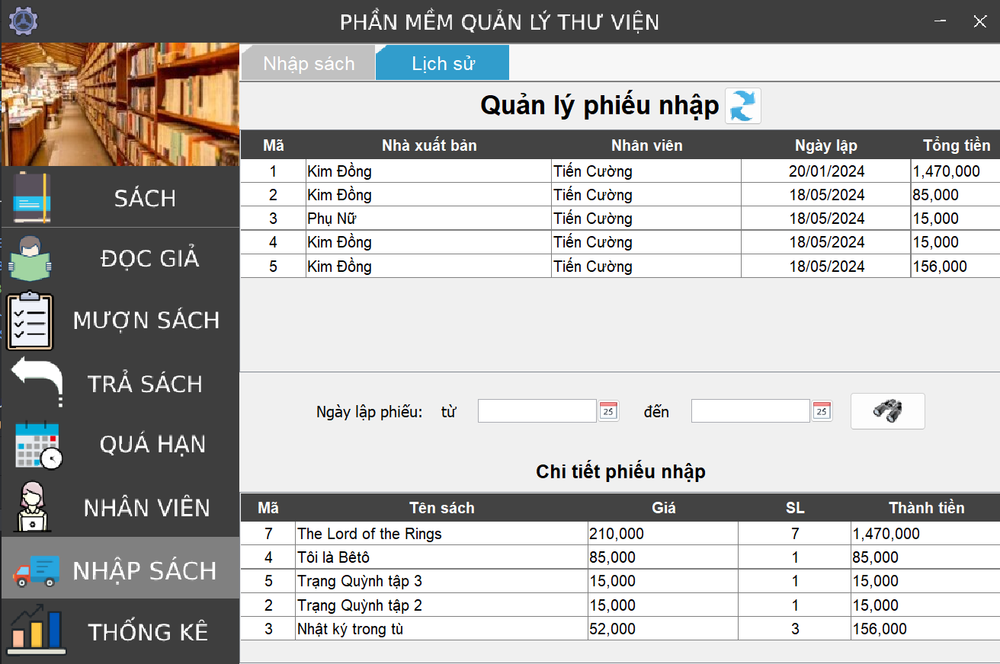 PHẦN MỀM QUẢN LÝ THƯ VIỆN
Nhập sách Lịch sử
Quản lý phiếu nhập
Mã Nhà xuất bản Nhân viên Ngày lập Tổng tiền
1 Kim Đồng Tiến Cường 20/01/2024 1,470,000
2 Kim Đồng Tiến Cường 18/05/2024 85,000
3 Phụ Nữ Tiến Cường 18/05/2024 15,000
4 Kim Đồng Tiến Cường 18/05/2024 15,000
5 Kim Đồng Tiến Cường 18/05/2024 156,000
SÁCH
ĐỌC GIẢ
MƯỢN SÁCH
TRẢ SÁCH
QUÁ HẠN
NHÂN VIÊN
NHẬP SÁCH
THỐNG KÊ
Ngày lập phiếu: từ 25 đến 25
Chi tiết phiếu nhập
Mã Tên sách Giá SL Thành tiền
7 The Lord of the Rings 210,000 7 1,470,000
4 Tôi là Bêtô 85,000 1 85,000
5 Trạng Quỳnh tập 3 15,000 1 15,000
2 Trạng Quỳnh tập 2 15,000 1 15,000
3 Nhật ký trong tù 52,000 3 156,000